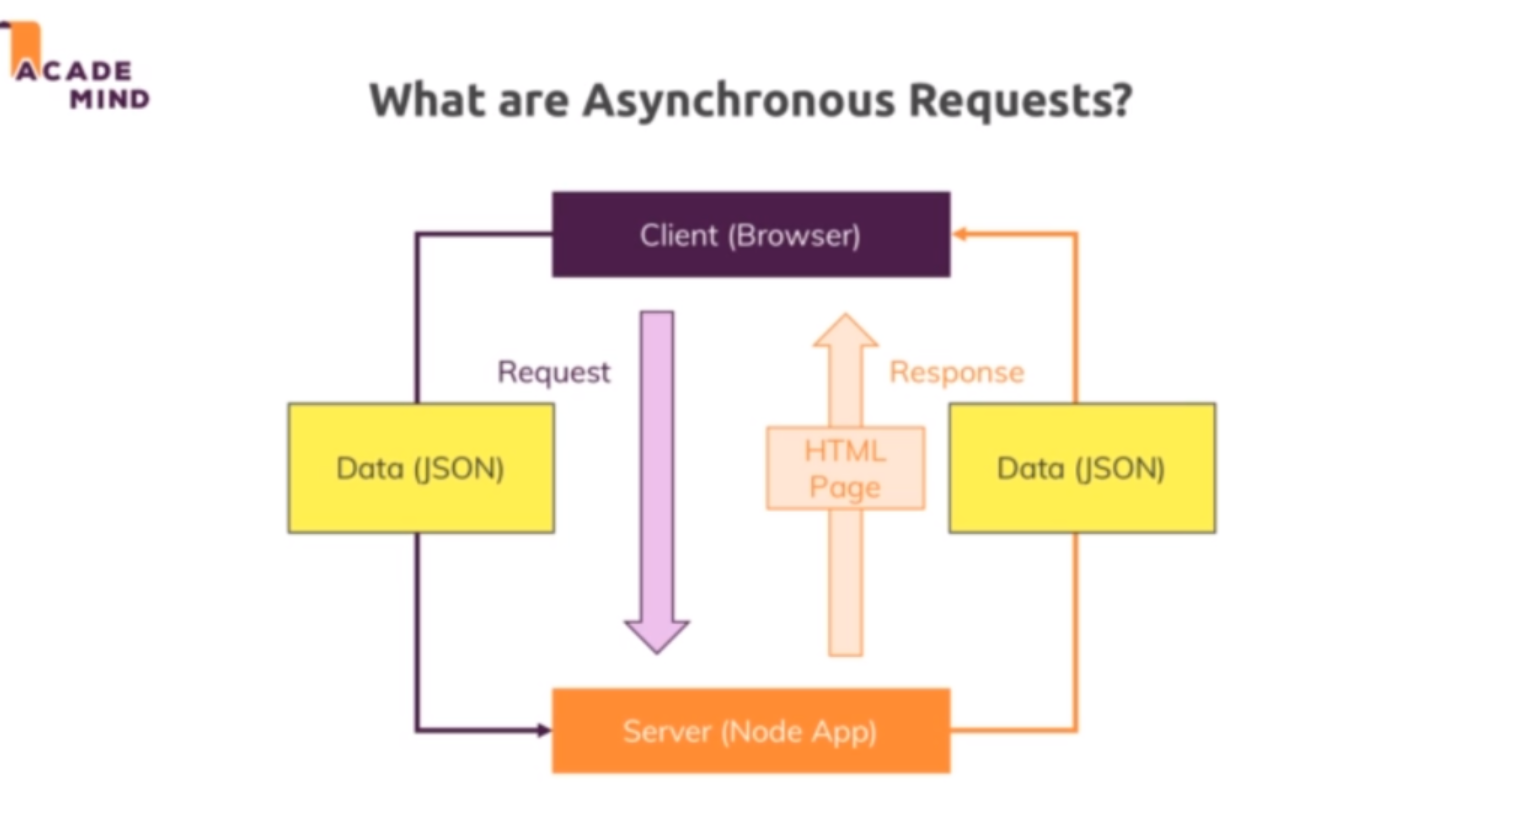 ACADE
MIND
What are Asynchronous Requests?
Client (Browser)
Request
Response
Data (JSON)
HTML
Page
Data (JSON)
Server (Node App)